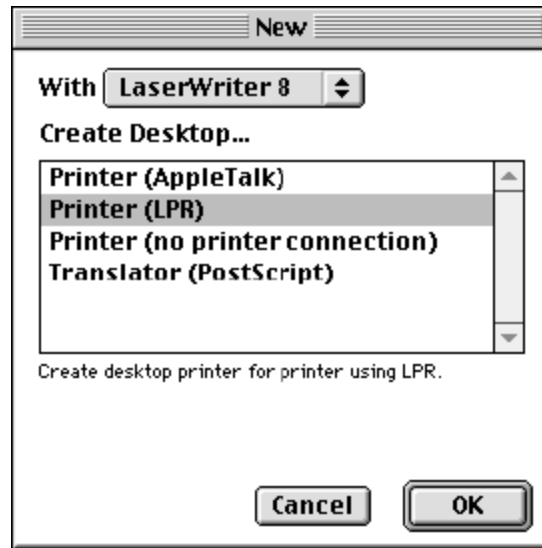 New
With LaserWriter 8
Create Desktop...
Printer (AppleTalk)
Printer (LPR)
Printer (no printer connection)
Translator (PostScript)
Create desktop printer for printer using LPR.
Cancel OK